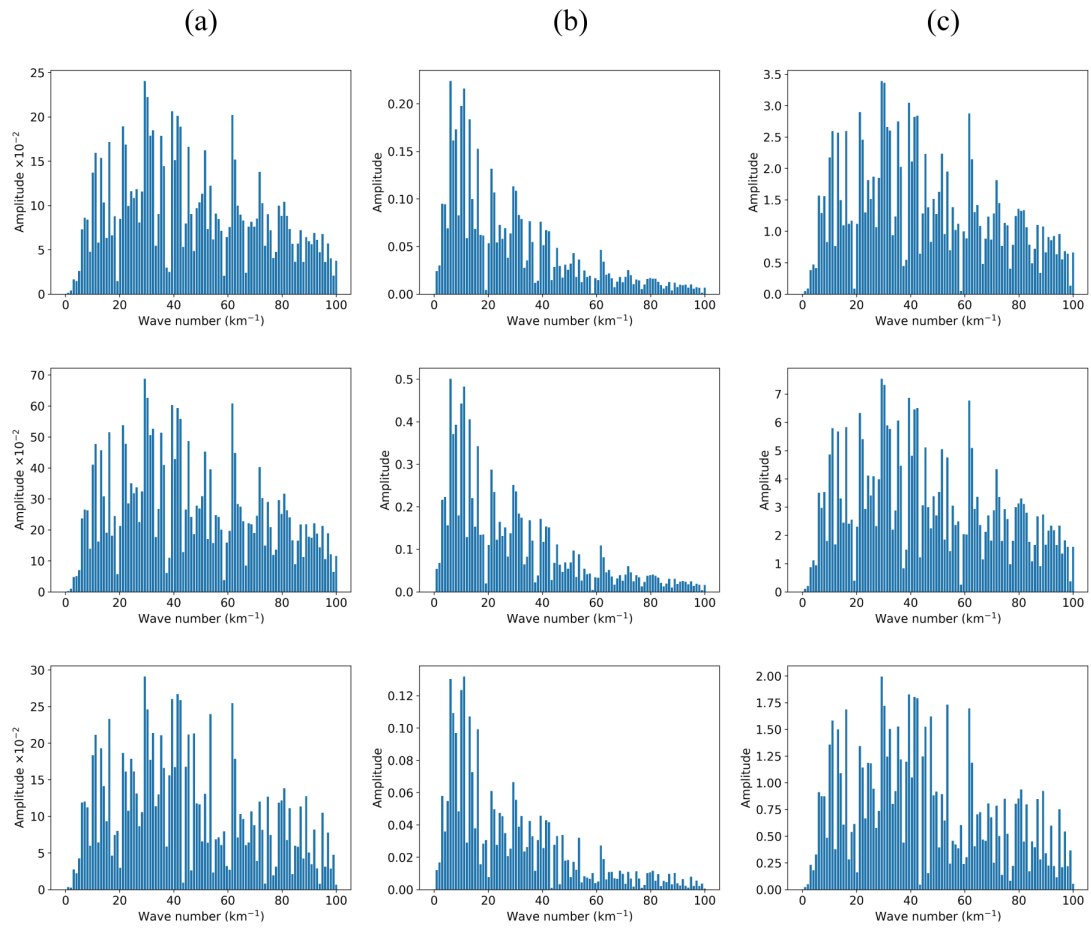 (a) (b) (c)
Amplitude ×10⁻²
25
20
15
10
5
0
0 20 40 60 80 100
Wave number (km⁻¹)
Amplitude
0.20
0.15
0.10
0.05
0.00
0 20 40 60 80 100
Wave number (km⁻¹)
Amplitude
3.5
3.0
2.5
2.0
1.5
1.0
0.5
0.0
0 20 40 60 80 100
Wave number (km⁻¹)
Amplitude ×10⁻²
70
60
50
40
30
20
10
0
0 20 40 60 80 100
Wave number (km⁻¹)
Amplitude
0.5
0.4
0.3
0.2
0.1
0.0
0 20 40 60 80 100
Wave number (km⁻¹)
Amplitude
7
6
5
4
3
2
1
0
0 20 40 60 80 100
Wave number (km⁻¹)
Amplitude ×10⁻²
30
25
20
15
10
5
0
0 20 40 60 80 100
Wave number (km⁻¹)
Amplitude
0.12
0.10
0.08
0.06
0.04
0.02
0.00
0 20 40 60 80 100
Wave number (km⁻¹)
Amplitude
2.00
1.75
1.50
1.25
1.00
0.75
0.50
0.25
0.00
0 20 40 60 80 100
Wave number (km⁻¹)